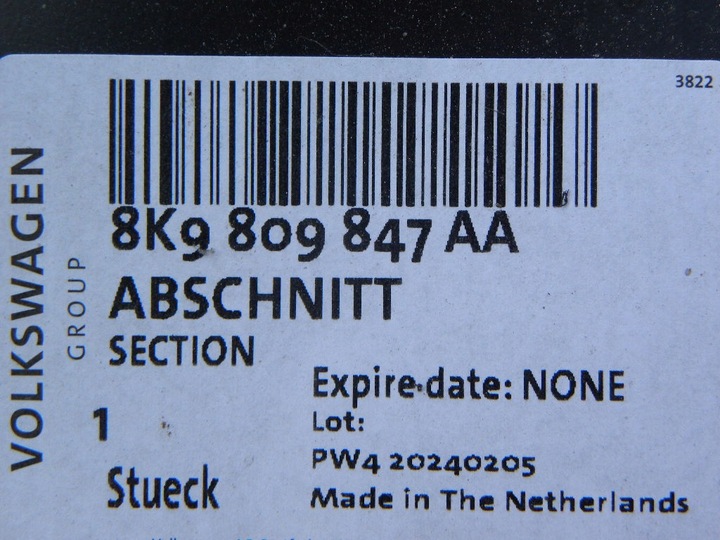 3822
VOLKSWAGEN
GROUP
8K9 809 847 AA
ABSCHNITT
SECTION
Expire-date: NONE
1
Lot:
PW4 20240205
Stueck
Made in The Netherlands